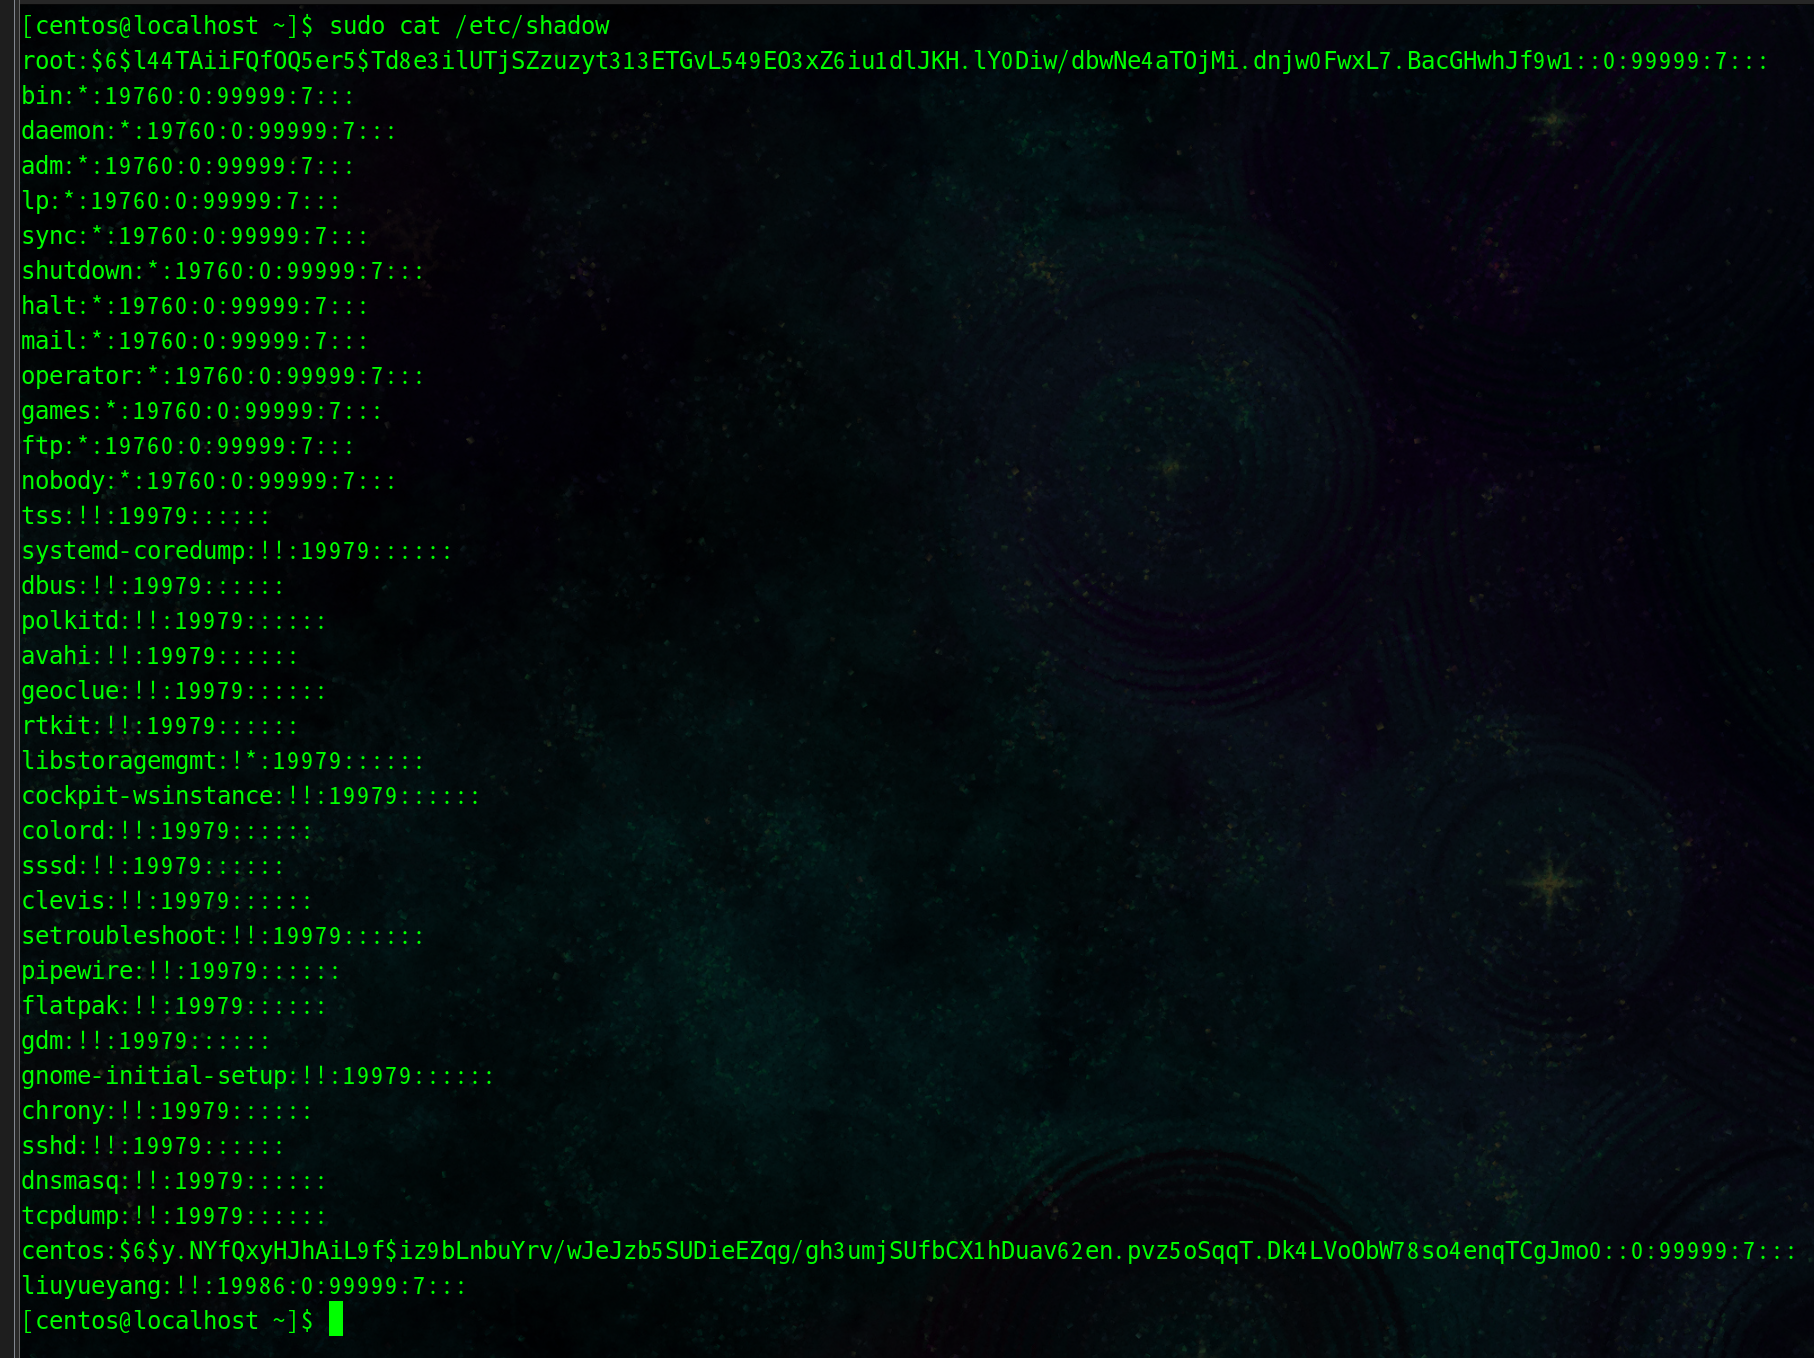 [centos@localhost ~]$ sudo cat /etc/shadow
root:$6$l44TAiiFQfOQ5er5$Td8e3ilUTjSZzuzyt313ETGvL549EO3xZ6iu1dlJKH.lY0Diw/dbwNe4aTOjMi.dnjw0FwxL7.BacGHwhJf9w1::0:99999:7:::
bin:*:19760:0:99999:7:::
daemon:*:19760:0:99999:7:::
adm:*:19760:0:99999:7:::
lp:*:19760:0:99999:7:::
sync:*:19760:0:99999:7:::
shutdown:*:19760:0:99999:7:::
halt:*:19760:0:99999:7:::
mail:*:19760:0:99999:7:::
operator:*:19760:0:99999:7:::
games:*:19760:0:99999:7:::
ftp:*:19760:0:99999:7:::
nobody:*:19760:0:99999:7:::
tss:!!:19979::::::
systemd-coredump:!!:19979::::::
dbus:!!:19979::::::
polkitd:!!:19979::::::
avahi:!!:19979::::::
geoclue:!!:19979::::::
rtkit:!!:19979::::::
libstoragemgmt:!*:19979::::::
cockpit-wsinstance:!!:19979::::::
colord:!!:19979::::::
sssd:!!:19979::::::
clevis:!!:19979::::::
setroubleshoot:!!:19979::::::
pipewire:!!:19979::::::
flatpak:!!:19979::::::
gdm:!!:19979::::::
gnome-initial-setup:!!:19979::::::
chrony:!!:19979::::::
sshd:!!:19979::::::
dnsmasq:!!:19979::::::
tcpdump:!!:19979::::::
centos:$6$y.NYfQxyHJhAiL9f$iz9bLnbuYrv/wJeJzb5SUDieEZqg/gh3umjSUfbCX1hDuav62en.pvz5oSqqT.Dk4LVoObW78so4enqTCgJmo0::0:99999:7:::
liuyueyang:!!:19986:0:99999:7:::
[centos@localhost ~]$